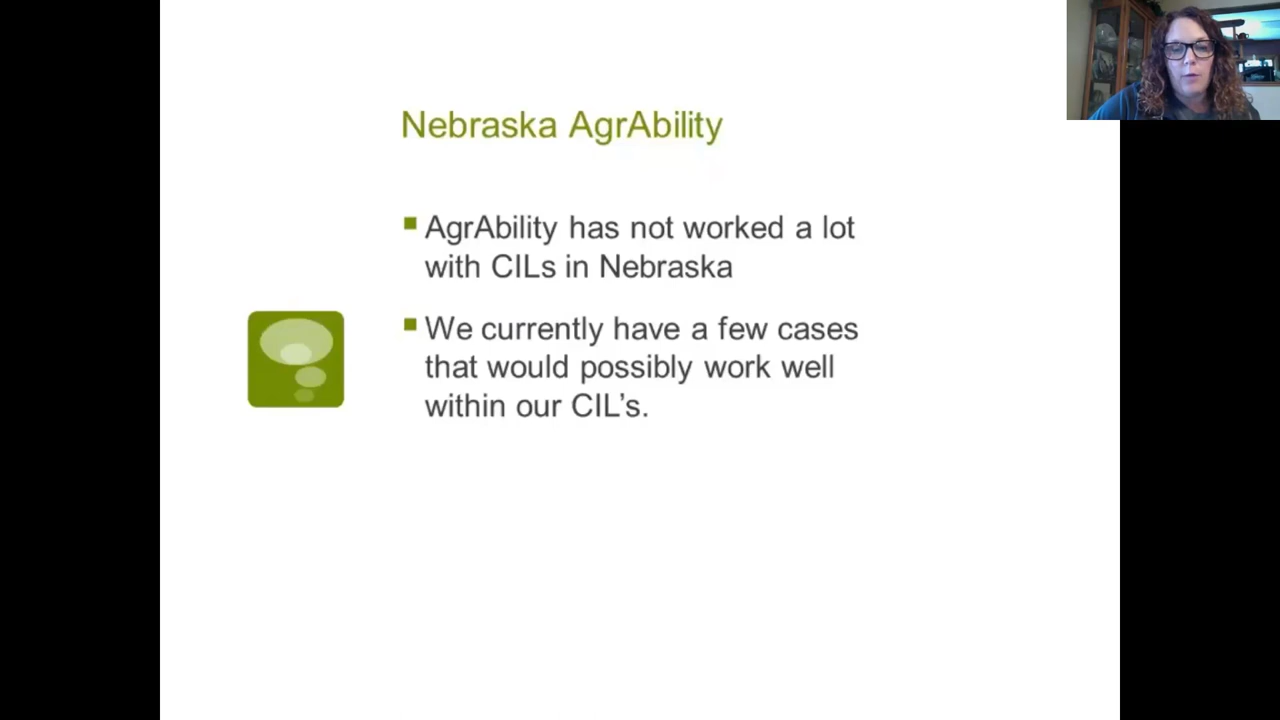 Nebraska AgrAbility
AgrAbility has not worked a lot
with CILs in Nebraska
We currently have a few cases
that would possibly work well
within our CIL’s.